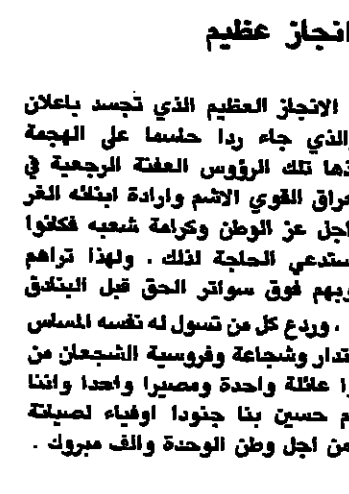 انجاز عظيم
الانجاز العظيم الذي تجسد باعلان
والذي جاء ردا حاسما على الهجمة
ذها تلك الرؤوس العفنة الرجعية في
عراق القوي الاشم وارادة ابنائه الغر
اجل عز الوطن وكرامة شعبه فكانوا
ستدعي الحاجة لذلك . ولهذا تراهم
وبهم فوق سواتر الحق قبل البنادق
، وردع كل من تسول له نفسه المساس
تدار وشجاعة وفروسية الشجعان من
را عائلة واحدة ومصيرا واحدا واننا
م حسين بنا جنودا اوفياء لصيانة
من اجل وطن الوحدة والف مبروك .